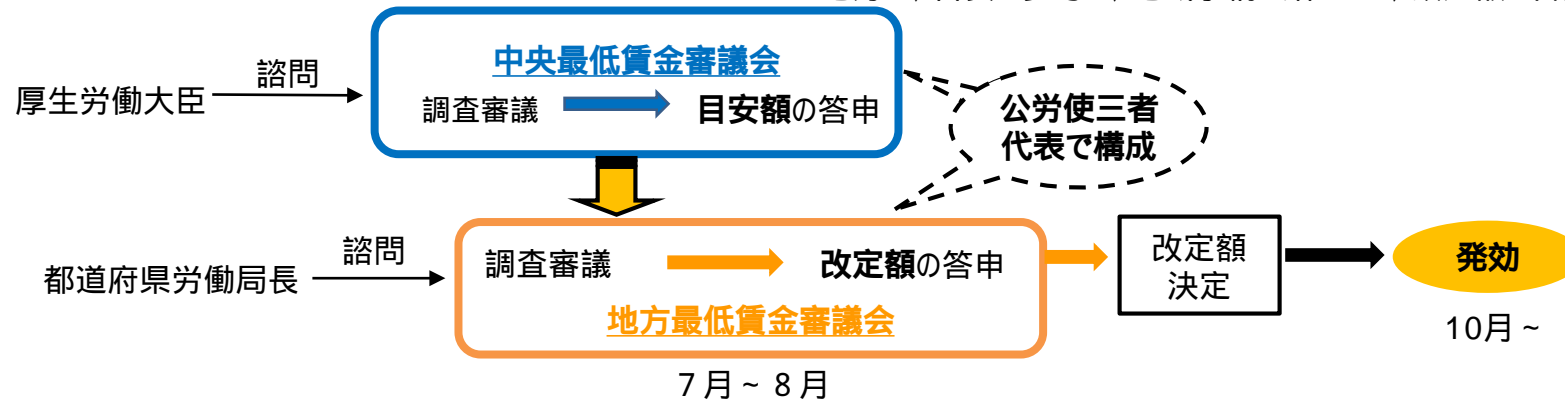 諮問
中央最低賃金審議会
厚生労働大臣
調査審議
目安額の答申
公労使三者
代表で構成
諮問
都道府県労働局長
調査審議
改定額の答申
地方最低賃金審議会
改定額
決定
発効
10月~
7月~8月